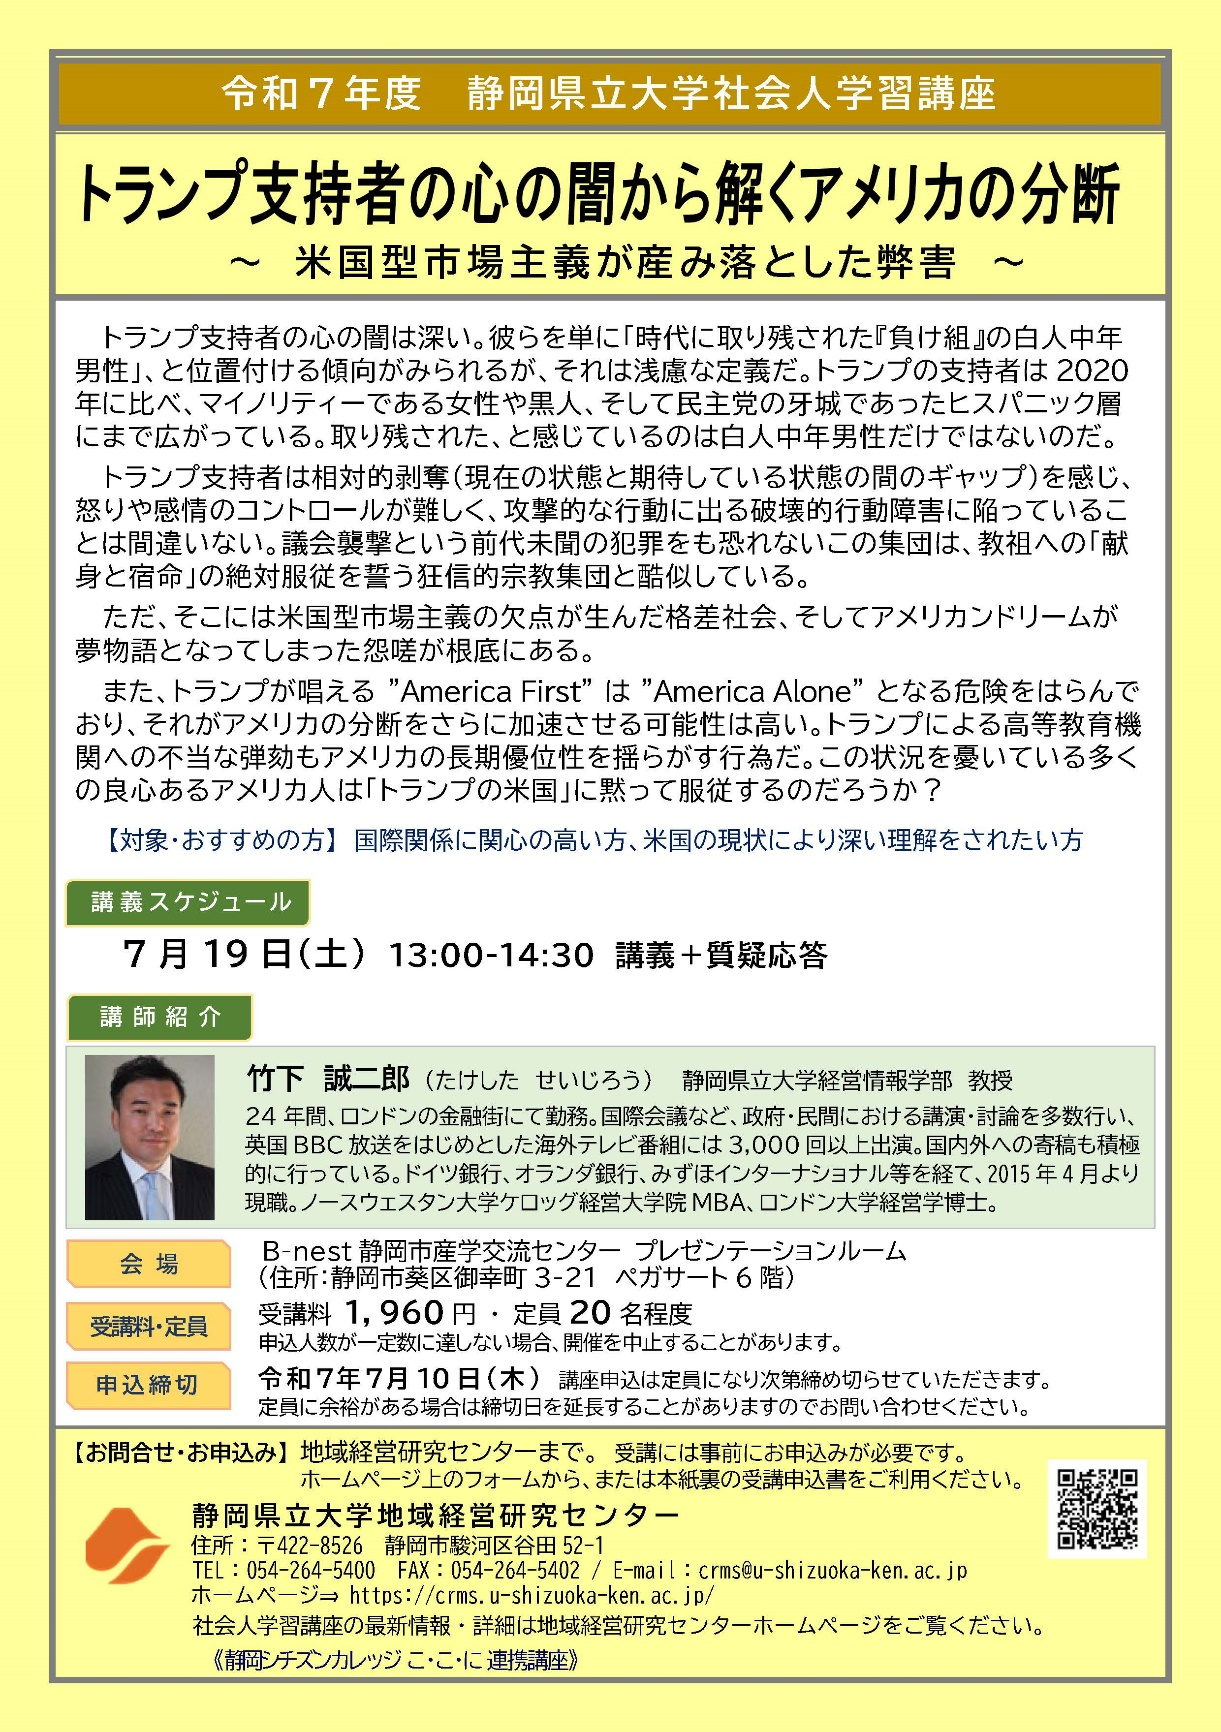 令和７年度　静岡県立大学社会人学習講座
トランプ支持者の心の闇から解くアメリカの分断
～　米国型市場主義が産み落とした弊害　～
トランプ支持者の心の闇は深い。彼らを単に「時代に取り残された『負け組』の白人中年
男性」、と位置付ける傾向がみられるが、それは浅慮な定義だ。トランプの支持者は 2020
年に比べ、マイノリティーである女性や黒人、そして民主党の牙城であったヒスパニック層
にまで広がっている。取り残された、と感じているのは白人中年男性だけではないのだ。
トランプ支持者は相対的剥奪（現在の状態と期待している状態の間のギャップ）を感じ、
怒りや感情のコントロールが難しく、攻撃的な行動に出る破壊的行動障害に陥っているこ
とは間違いない。議会襲撃という前代未聞の犯罪をも恐れないこの集団は、教祖への「献
身と宿命」の絶対服従を誓う狂信的宗教集団と酷似している。
ただ、そこには米国型市場主義の欠点が生んだ格差社会、そしてアメリカンドリームが
夢物語となってしまった怨嗟が根底にある。
また、トランプが唱える ”America First” は ”America Alone” となる危険をはらんで
おり、それがアメリカの分断をさらに加速させる可能性は高い。トランプによる高等教育機
関への不当な弾劾もアメリカの長期優位性を揺らがす行為だ。この状況を憂いている多く
の良心あるアメリカ人は「トランプの米国」に黙って服従するのだろうか？
【対象・おすすめの方】 国際関係に関心の高い方、米国の現状により深い理解をされたい方
講義スケジュール
７月 19 日（土） 13:00-14:30 講義＋質疑応答
講師紹介
竹下　誠二郎（たけした　せいじろう）　静岡県立大学経営情報学部 教授
24 年間、ロンドンの金融街にて勤務。国際会議など、政府・民間における講演・討論を多数行い、
英国 BBC 放送をはじめとした海外テレビ番組には 3,000 回以上出演。国内外への寄稿も積極
的に行っている。ドイツ銀行、オランダ銀行、みずほインターナショナル等を経て、2015 年 4 月より
現職。ノースウェスタン大学ケロッグ経営大学院 MBA、ロンドン大学経営学博士。
会 場
B-nest 静岡市産学交流センター プレゼンテーションルーム
（住所：静岡市葵区御幸町 3-21 ペガサート 6 階）
受講料・定員
受講料 1,960 円 ・ 定員 20 名程度
申込人数が一定数に達しない場合、開催を中止することがあります。
申込締切
令和７年７月 10 日（木） 講座申込は定員になり次第締め切らせていただきます。
定員に余裕がある場合は締切日を延長することがありますのでお問い合わせください。
【お問合せ・お申込み】 地域経営研究センターまで。 受講には事前にお申込みが必要です。
ホームページ上のフォームから、または本紙裏の受講申込書をご利用ください。
静岡県立大学地域経営研究センター
住所：〒422-8526　静岡市駿河区谷田 52-1
TEL：054-264-5400　FAX：054-264-5402 / E-mail：crms@u-shizuoka-ken.ac.jp
ホームページ⇒ https://crms.u-shizuoka-ken.ac.jp/
社会人学習講座の最新情報・詳細は地域経営研究センターホームページをご覧ください。
《静岡シチズンカレッジ こ・こ・に 連携講座》